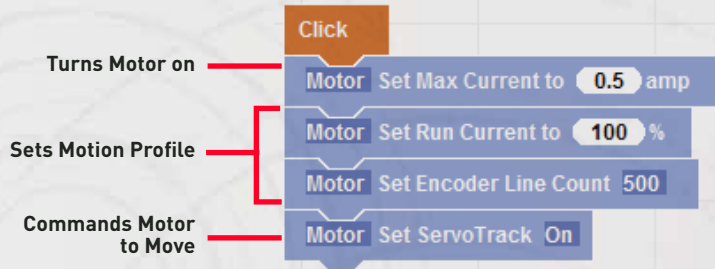 Click
Turns Motor on
Motor Set Max Current to 0.5 amp
Sets Motion Profile
Motor Set Run Current to 100 %
Motor Set Encoder Line Count 500
Commands Motor
to Move
Motor Set ServoTrack On